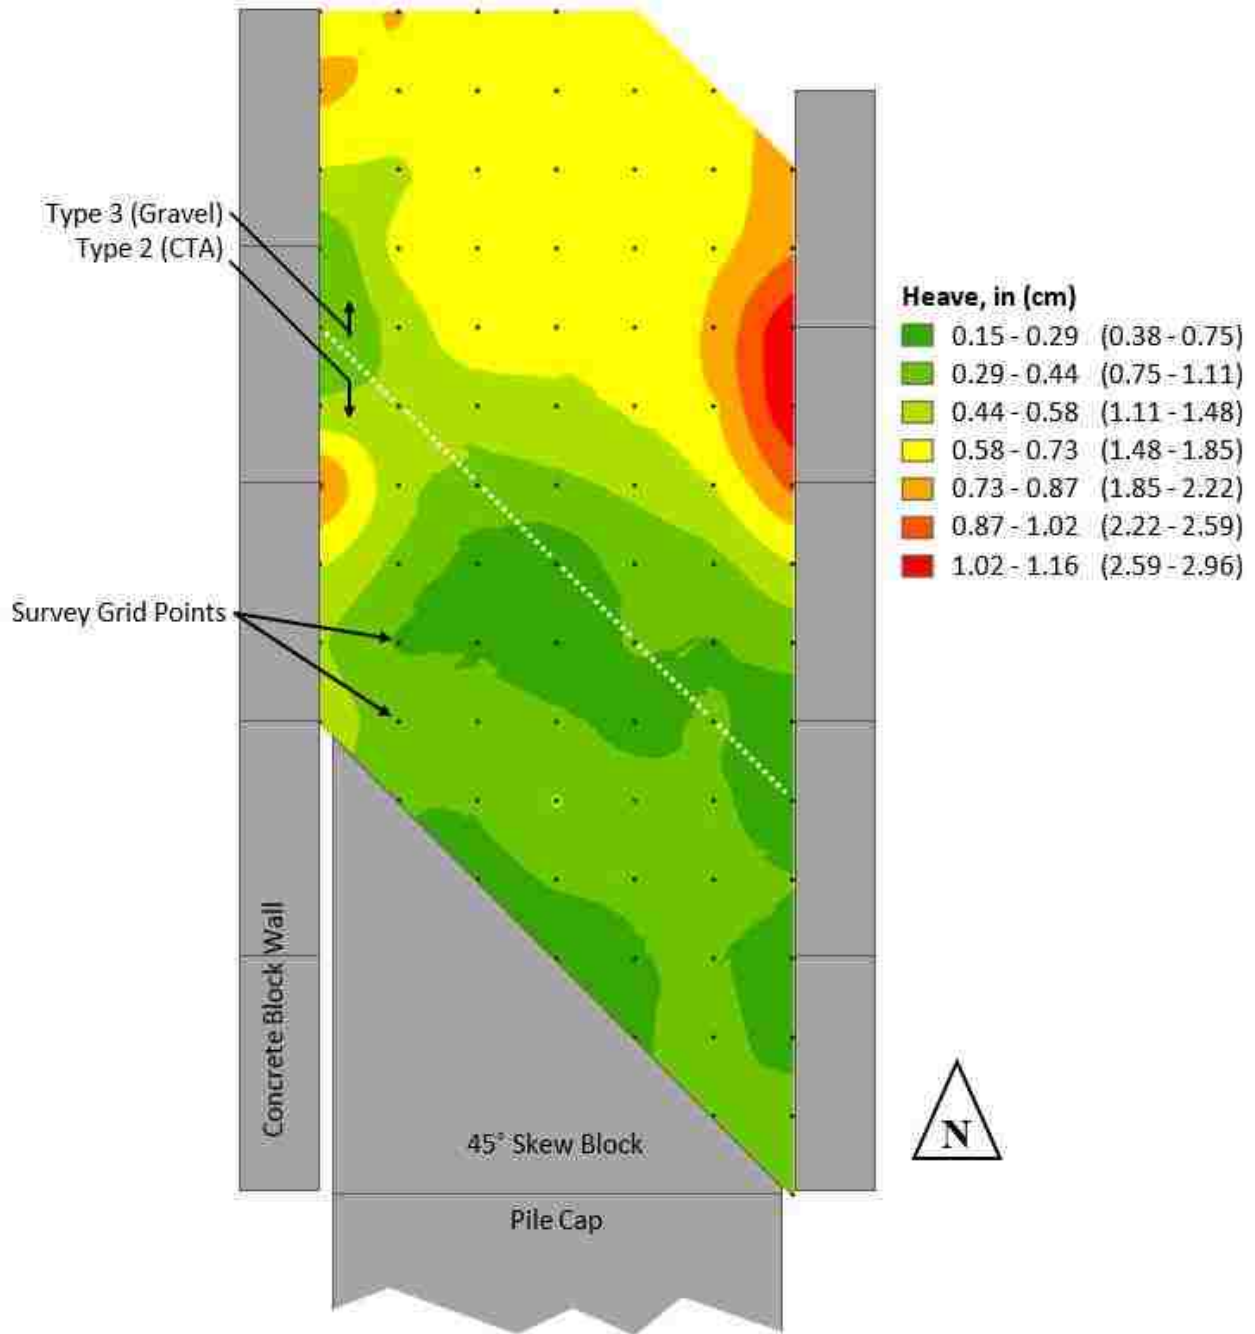 Type 3 (Gravel)
Type 2 (CTA)
Survey Grid Points
Concrete Block Wall
45° Skew Block
Pile Cap
Heave, in (cm)
0.15 - 0.29 (0.38 - 0.75)
0.29 - 0.44 (0.75 - 1.11)
0.44 - 0.58 (1.11 - 1.48)
0.58 - 0.73 (1.48 - 1.85)
0.73 - 0.87 (1.85 - 2.22)
0.87 - 1.02 (2.22 - 2.59)
1.02 - 1.16 (2.59 - 2.96)
N